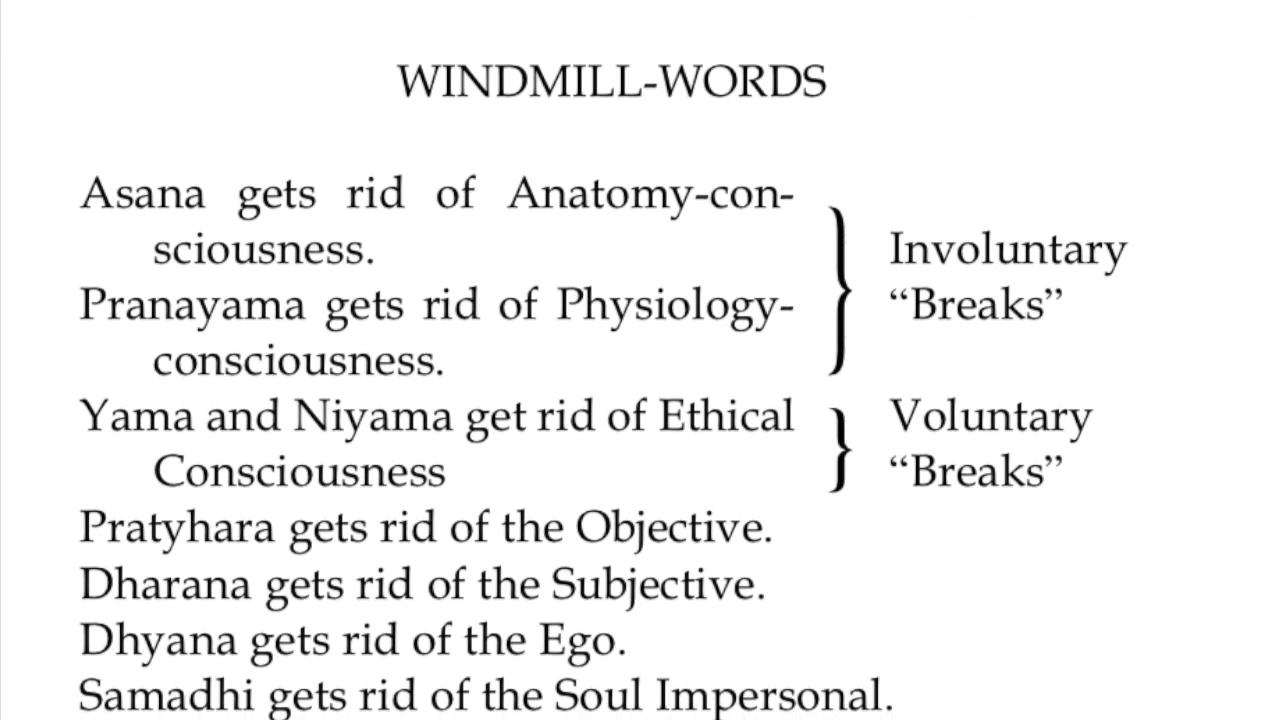 WINDMILL-WORDS
Asana gets rid of Anatomy-con-
sciousness.
Involuntary
Pranayama gets rid of Physiology-
“Breaks”
consciousness.
Yama and Niyama get rid of Ethical
Voluntary
Consciousness
“Breaks”
Pratyhara gets rid of the Objective.
Dharana gets rid of the Subjective.
Dhyana gets rid of the Ego.
Samadhi gets rid of the Soul Impersonal.